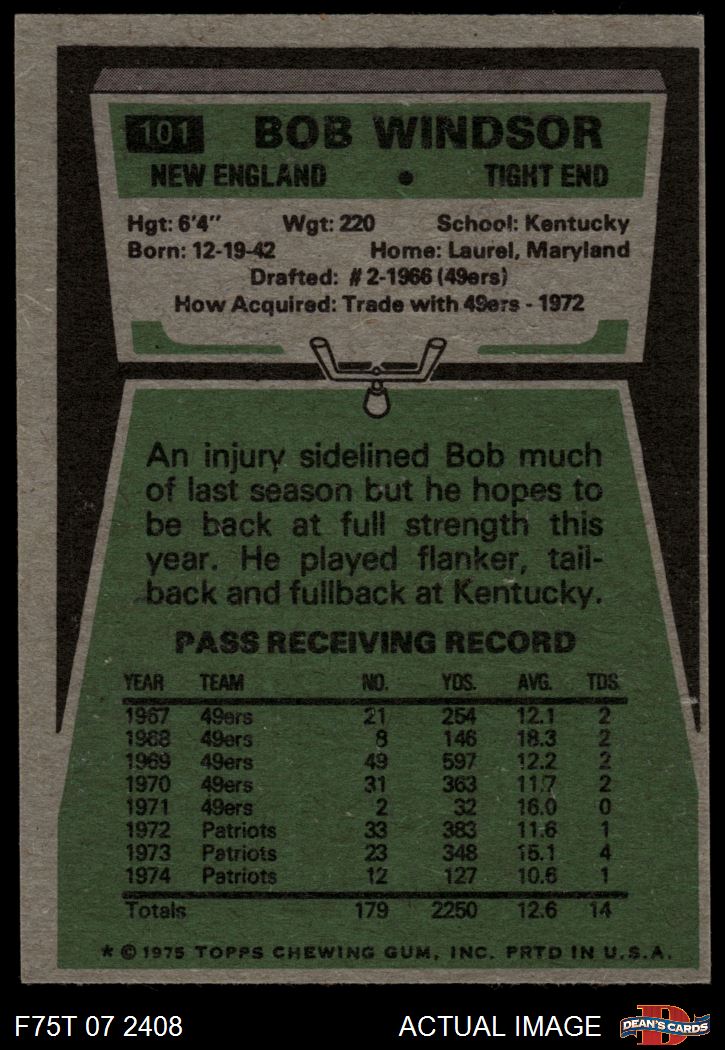 101 BOB WINDSOR
NEW ENGLAND • TIGHT END
Hgt: 6'4" Wgt: 220 School: Kentucky
Born: 12-19-42 Home: Laurel, Maryland
Drafted: #2-1966 (49ers)
How Acquired: Trade with 49ers - 1972
An injury sidelined Bob much
of last season but he hopes to
be back at full strength this
year. He played flanker, tail-
back and fullback at Kentucky.
PASS RECEIVING RECORD
YEAR TEAM NO. YDS. AVG. TDS.
1967 49ers 21 254 12.1 2
1968 49ers 8 146 18.3 2
1969 49ers 49 597 12.2 2
1970 49ers 31 363 11.7 2
1971 49ers 2 32 16.0 0
1972 Patriots 33 383 11.6 1
1973 Patriots 23 348 15.1 4
1974 Patriots 12 127 10.6 1
Totals 179 2250 12.6 14
* © 1975 TOPPS CHEWING GUM, INC. PRTD IN U.S.A.
F75T 07 2408 ACTUAL IMAGE D DEAN'S CARDS